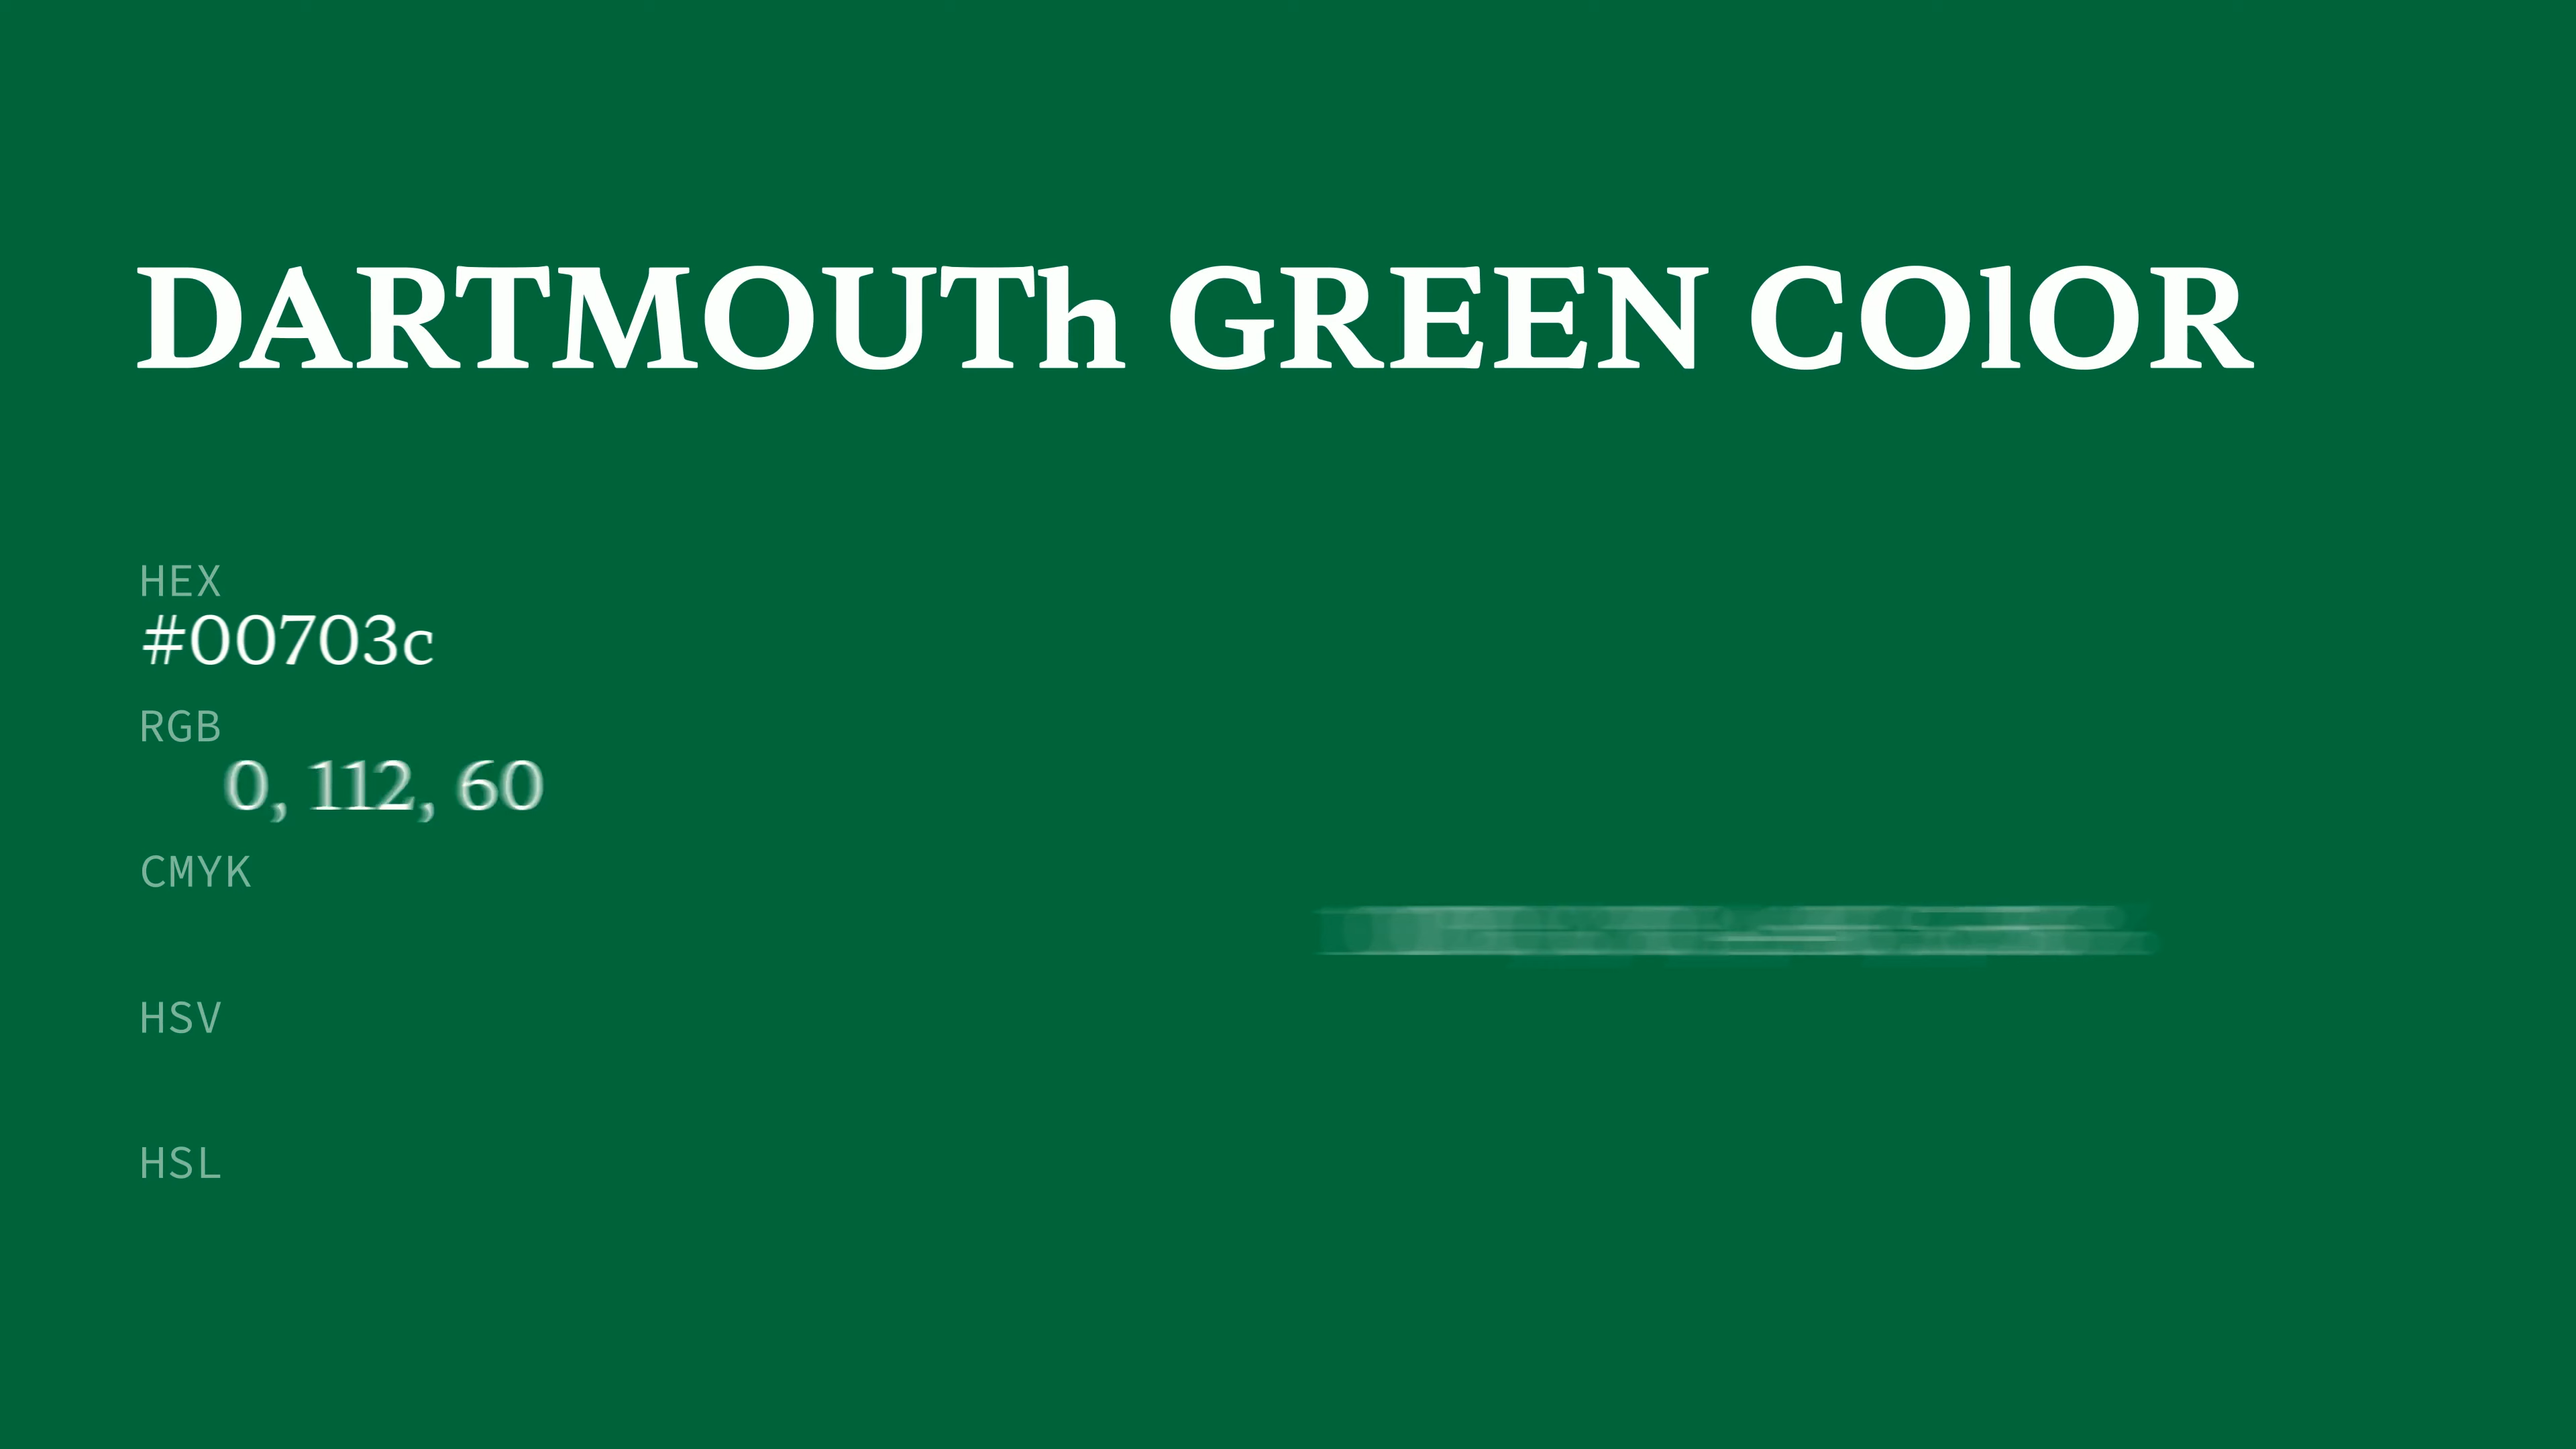 DARTMOUTh GREEN COlOR
HEX
#00703c
RGB
0, 112, 60
CMYK
HSV
HSL